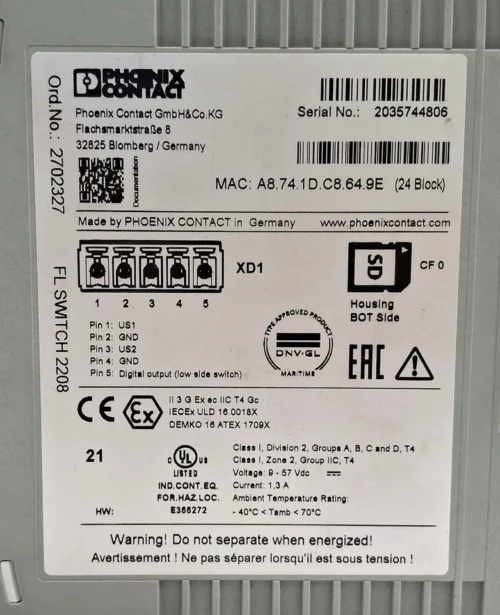 PHOENIX
CONTACT
Phoenix Contact GmbH&Co.KG
Flachsmarktstraße 8
32825 Blomberg / Germany
Serial No.: 2035744806
Documentation
MAC: A8.74.1D.C8.64.9E (24 Block)
Ord.No.: 2702327
FL SWITCH 2208
Made by PHOENIX CONTACT in Germany
www.phoenixcontact.com
XD1
1 2 3 4 5
SD
CF 0
Housing
BOT Side
Pin 1: US1
Pin 2: GND
Pin 3: US2
Pin 4: GND
Pin 5: Digital output (low side switch)
TYPE APPROVED PRODUCT
DNV·GL
MARITIME
EAC
CE Ex
II 3 G Ex ec IIC T4 Gc
IECEx ULD 16.0018X
DEMKO 16 ATEX 1709X
21
c UL us
LISTED
IND.CONT.EQ.
FOR.HAZ.LOC.
E366272
HW:
Class I, Division 2, Groups A, B, C and D, T4
Class I, Zone 2, Group IIC, T4
Voltage: 9 - 57 Vdc
Current: 1,3 A
Ambient Temperature Rating:
- 40°C < Tamb < 70°C
Warning! Do not separate when energized!
Avertissement ! Ne pas séparer lorsqu'il est sous tension !